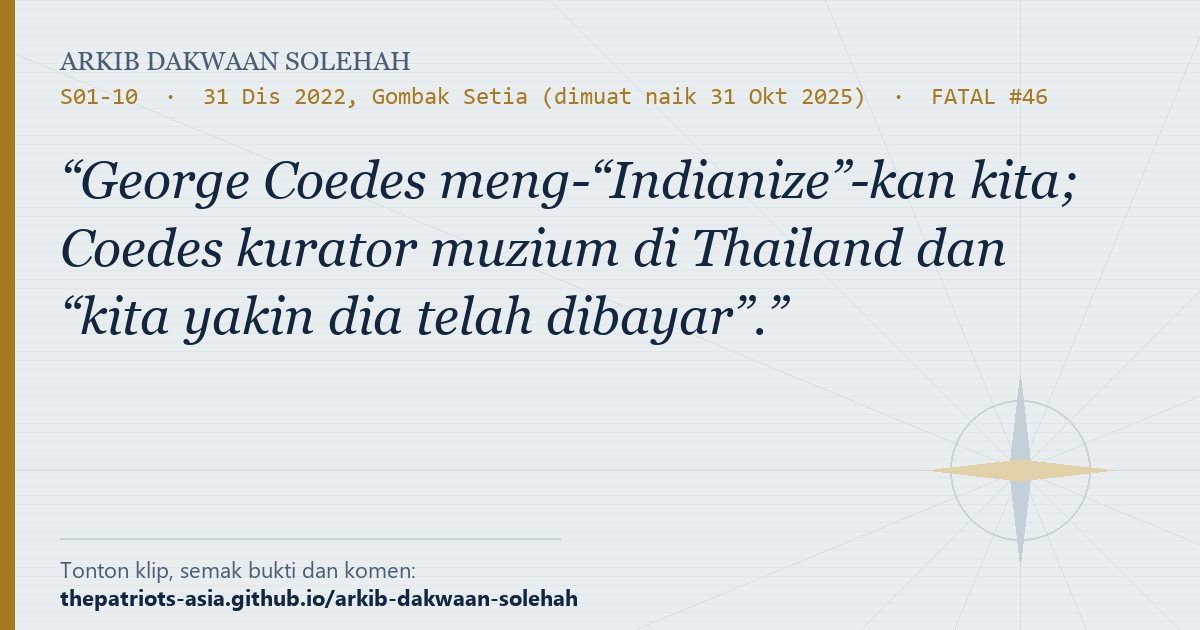 ARKIB DAKWAAN SOLEHAH
S01-10 · 31 Dis 2022, Gombak Setia (dimuat naik 31 Okt 2025) · FATAL #46
“George Coedes meng-“Indianize”-kan kita;
Coedes kurator muzium di Thailand dan
“kita yakin dia telah dibayar”.”
Tonton klip, semak bukti dan komen:
thepatriots-asia.github.io/arkib-dakwaan-solehah